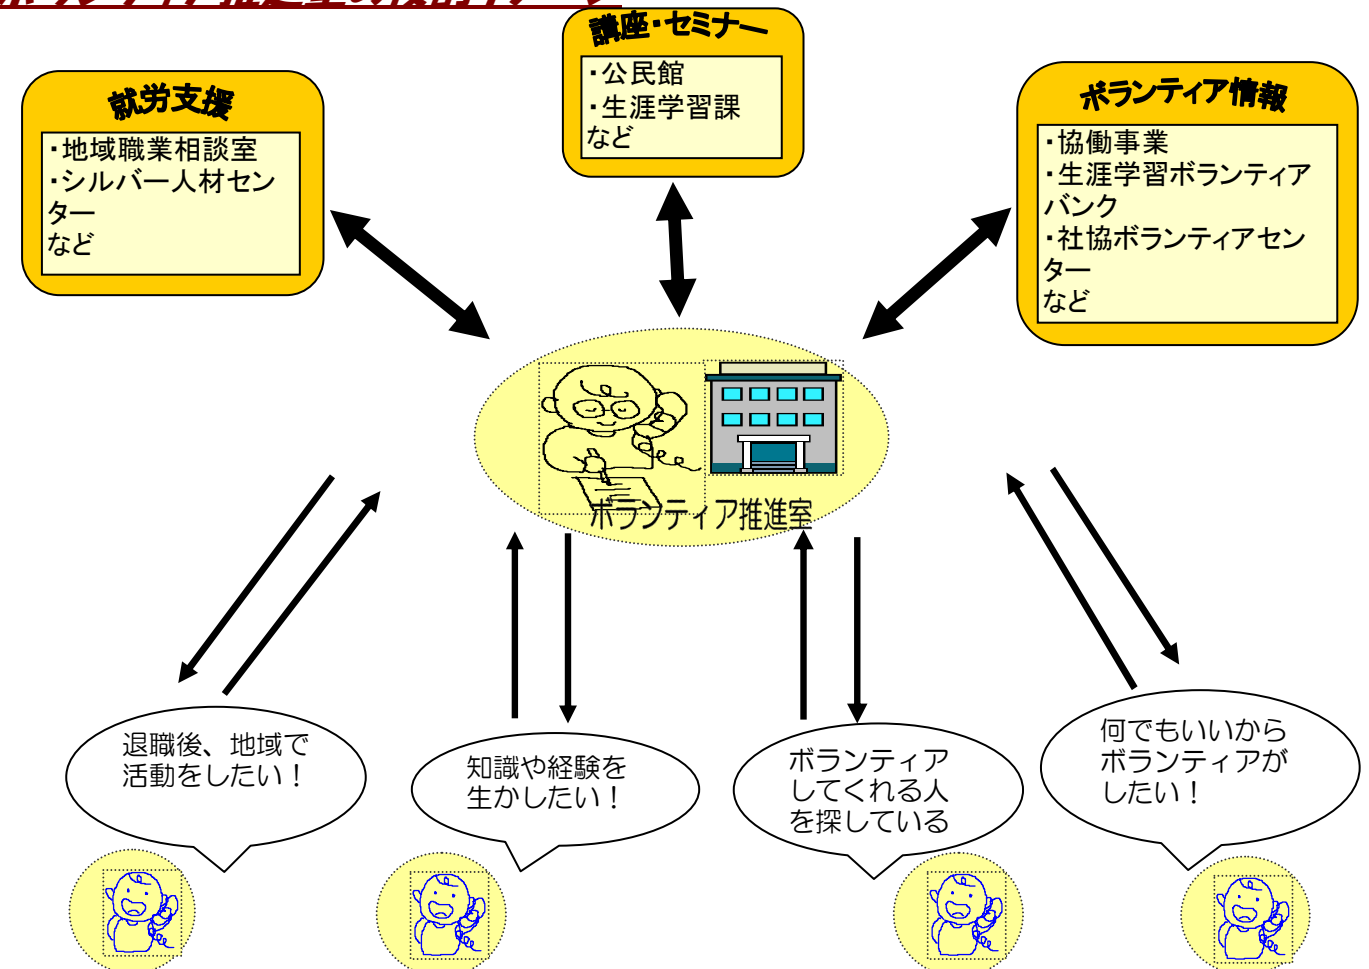 講座・セミナー
・公民館
・生涯学習課
など
就労支援
・地域職業相談室
・シルバー人材セン
ター
など
ボランティア情報
・協働事業
・生涯学習ボランティア
バンク
・社協ボランティアセン
ター
など
ボランティア推進室
退職後、地域で
活動をしたい！
知識や経験を
生かしたい！
ボランティア
してくれる人
を探している
何でもいいから
ボランティアが
したい！